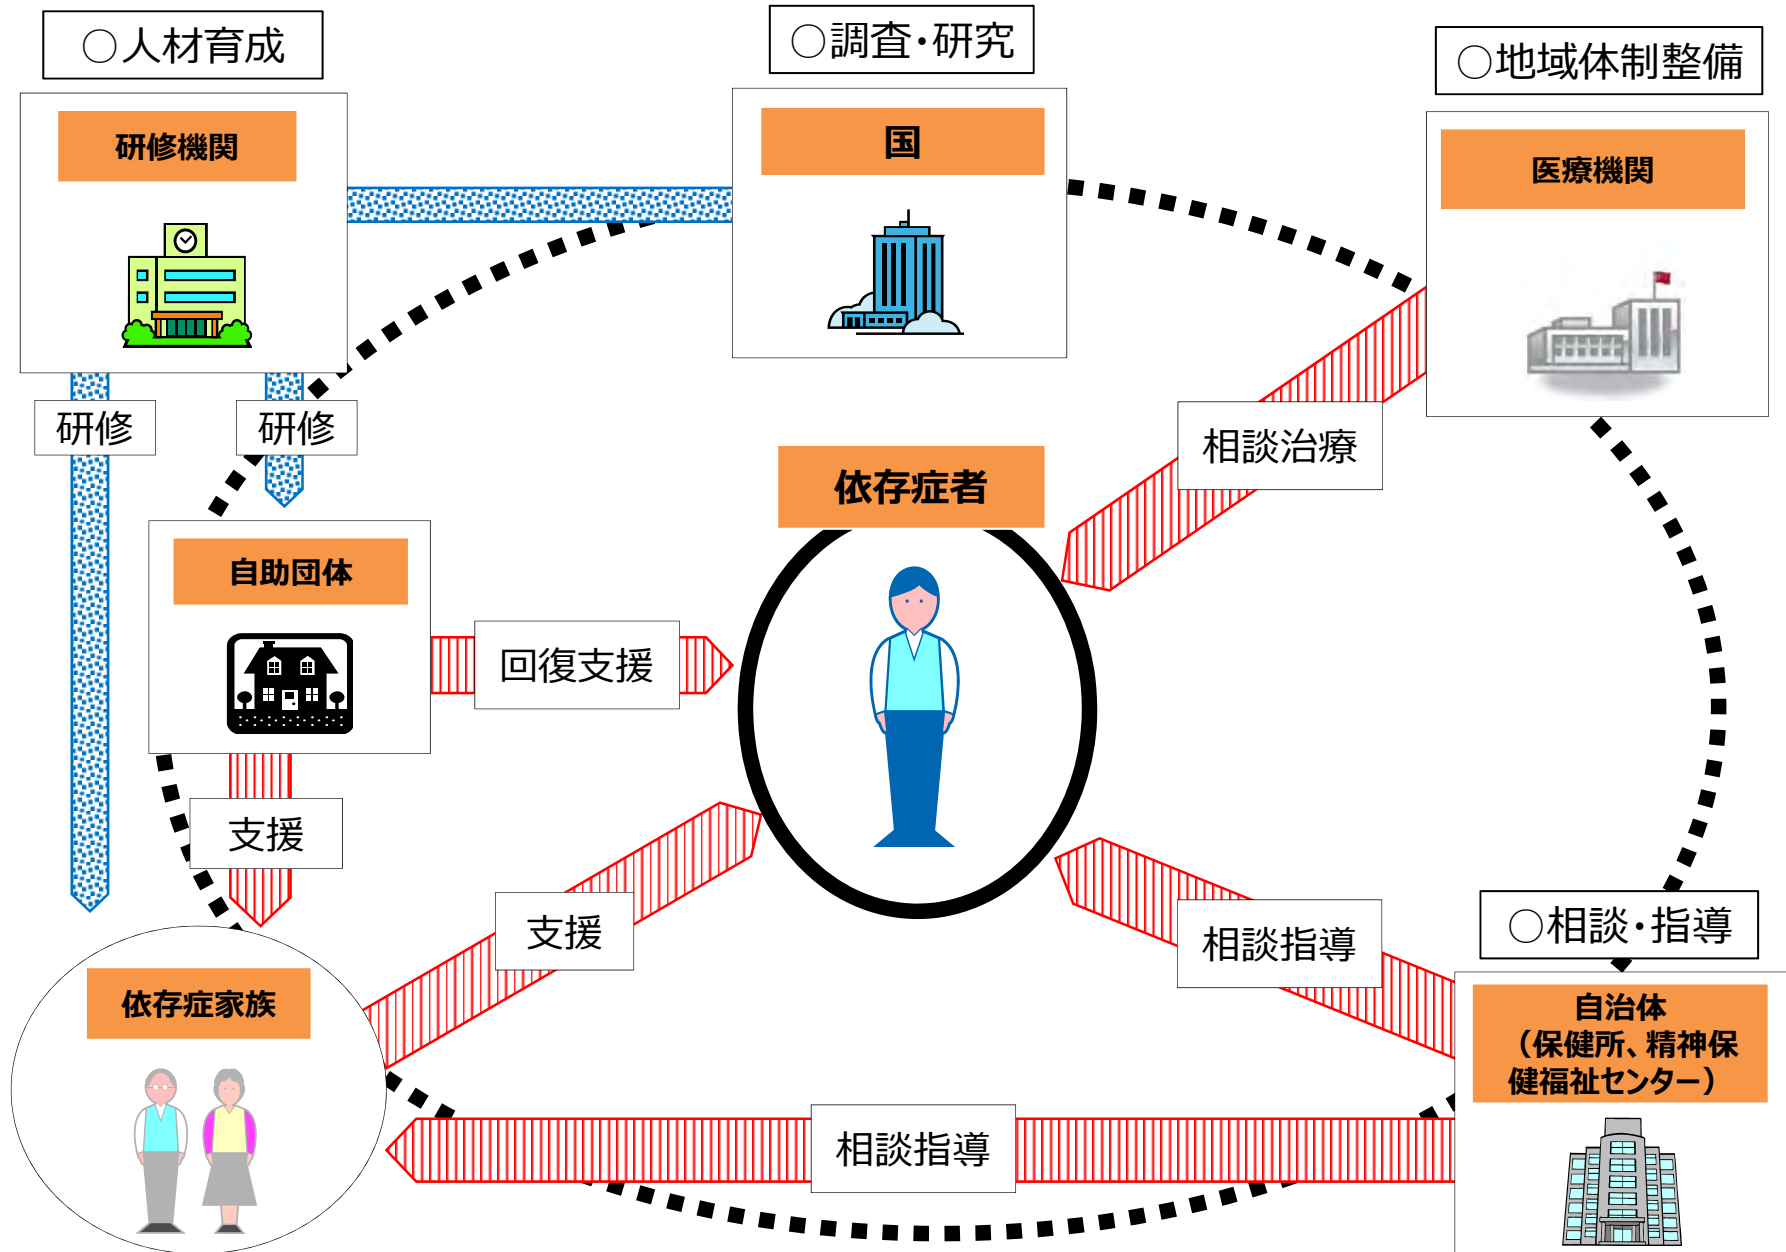 ○人材育成
○調査・研究
○地域体制整備
研修機関
国
医療機関
研修
研修
相談治療
依存症者
自助団体
回復支援
支援
支援
相談指導
○相談・指導
依存症家族
自治体
（保健所、精神保
健福祉センター）
相談指導